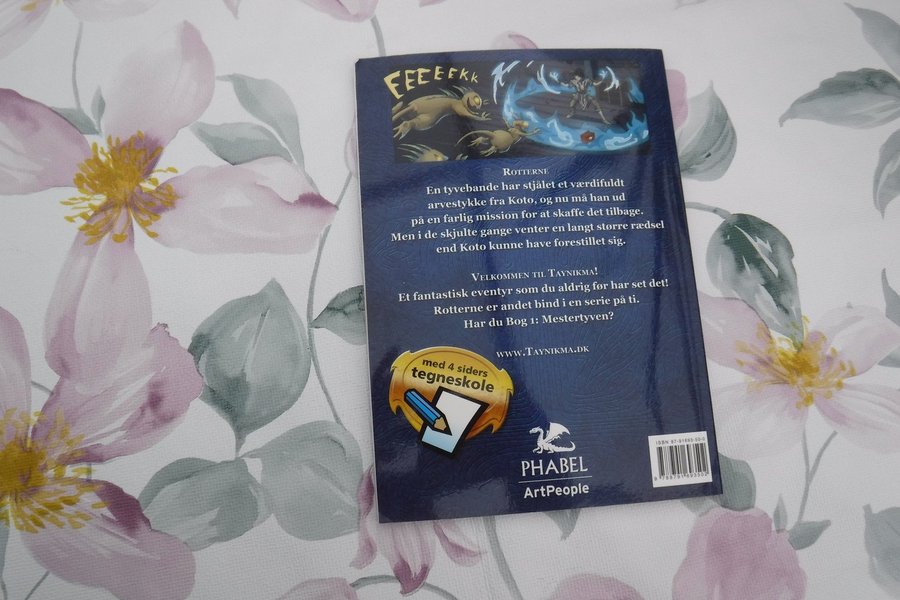 EEEEEKK
ROTTERNE
En tyvebande har stjålet et værdifuldt
arvestykke fra Koto, og nu må han ud
på en farlig mission for at skaffe det tilbage.
Men i de skjulte gange venter en langt større rædsel
end Koto kunne have forestillet sig.
VELKOMMEN TIL TAYNIKMA!
Et fantastisk eventyr som du aldrig før har set det!
Rotterne er andet bind i en serie på ti.
Har du Bog 1: Mestertyven?
WWW.TAYNIKMA.DK
med 4 siders
tegneskole
PHABEL
ArtPeople